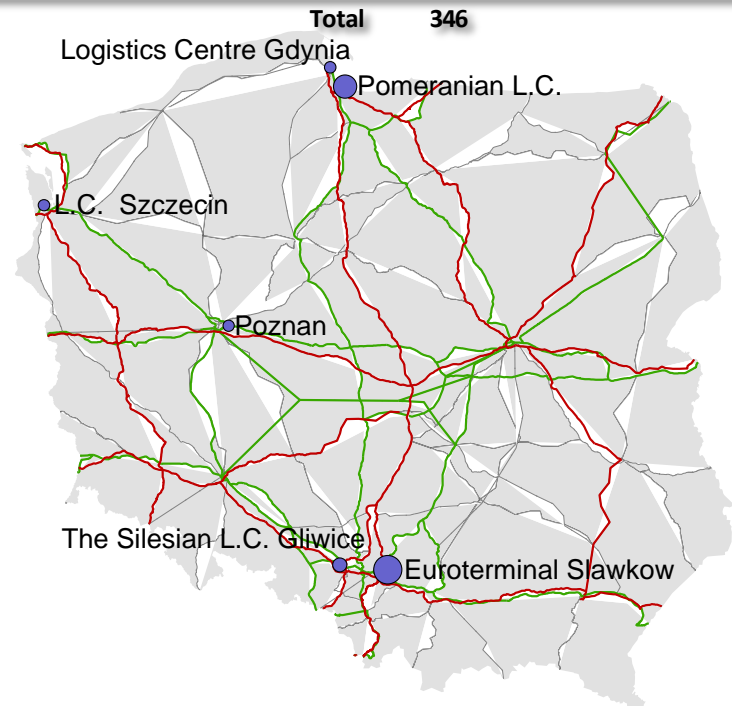 Total 346
Logistics Centre Gdynia
Pomeranian L.C.
L.C. Szczecin
Poznan
The Silesian L.C. Gliwice
Euroterminal Slawkow